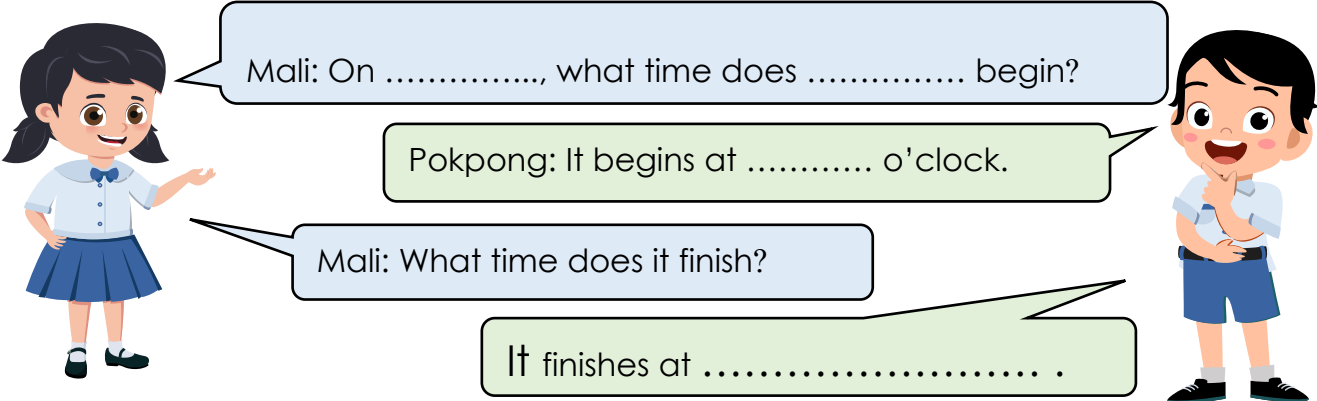 Mali: On …………..., what time does …………… begin?
Pokpong: It begins at ………… o’clock.
Mali: What time does it finish?
It finishes at …………………… .